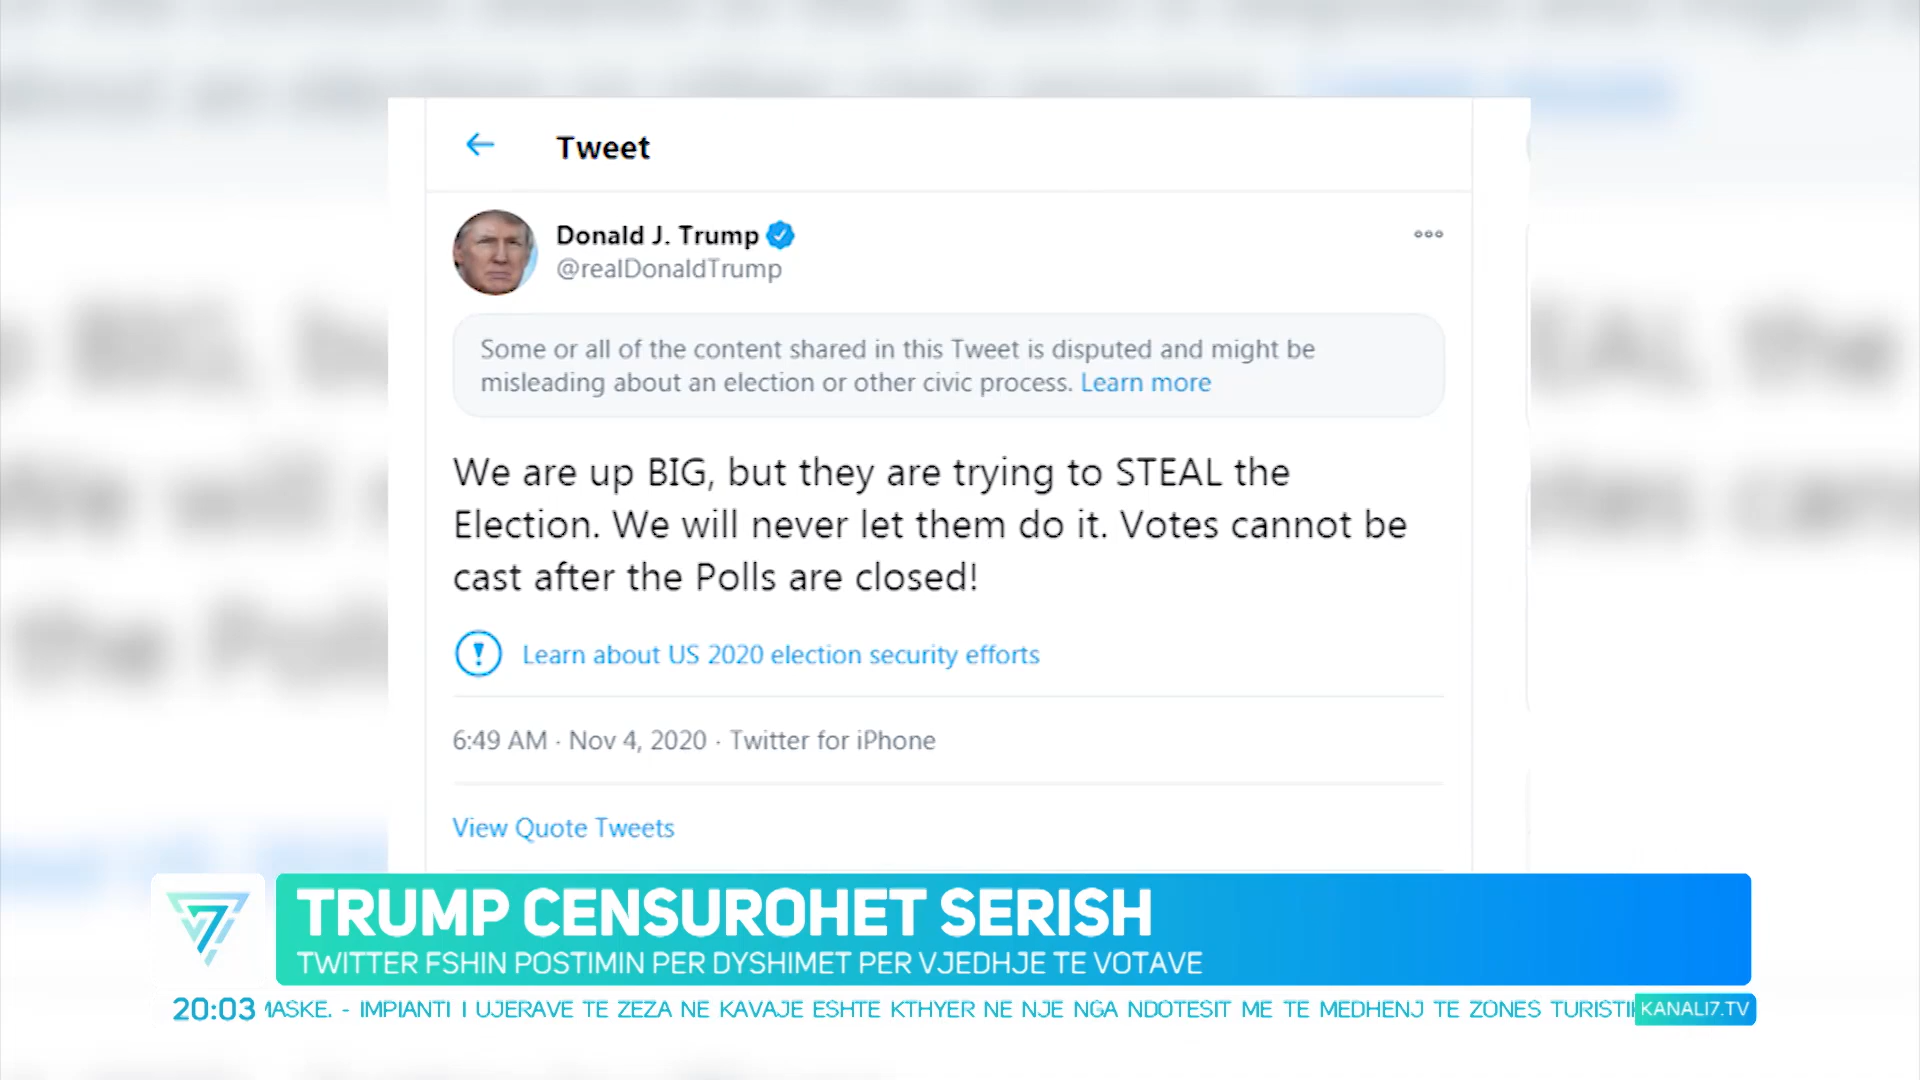 Tweet
Donald J. Trump
@realDonaldTrump
Some or all of the content shared in this Tweet is disputed and might be
misleading about an election or other civic process. Learn more
We are up BIG, but they are trying to STEAL the
Election. We will never let them do it. Votes cannot be
cast after the Polls are closed!
Learn about US 2020 election security efforts
6:49 AM · Nov 4, 2020 · Twitter for iPhone
View Quote Tweets
TRUMP CENSUROHET SERISH
TWITTER FSHIN POSTIMIN PER DYSHIMET PER VJEDHJE TE VOTAVE
20:03 MASKE. - IMPIANTI I UJERAVE TE ZEZA NE KAVAJE ESHTE KTHYER NE NJE NGA NDOTESIT ME TE MEDHENJ TE ZONES TURISTIK KANALI7.TV